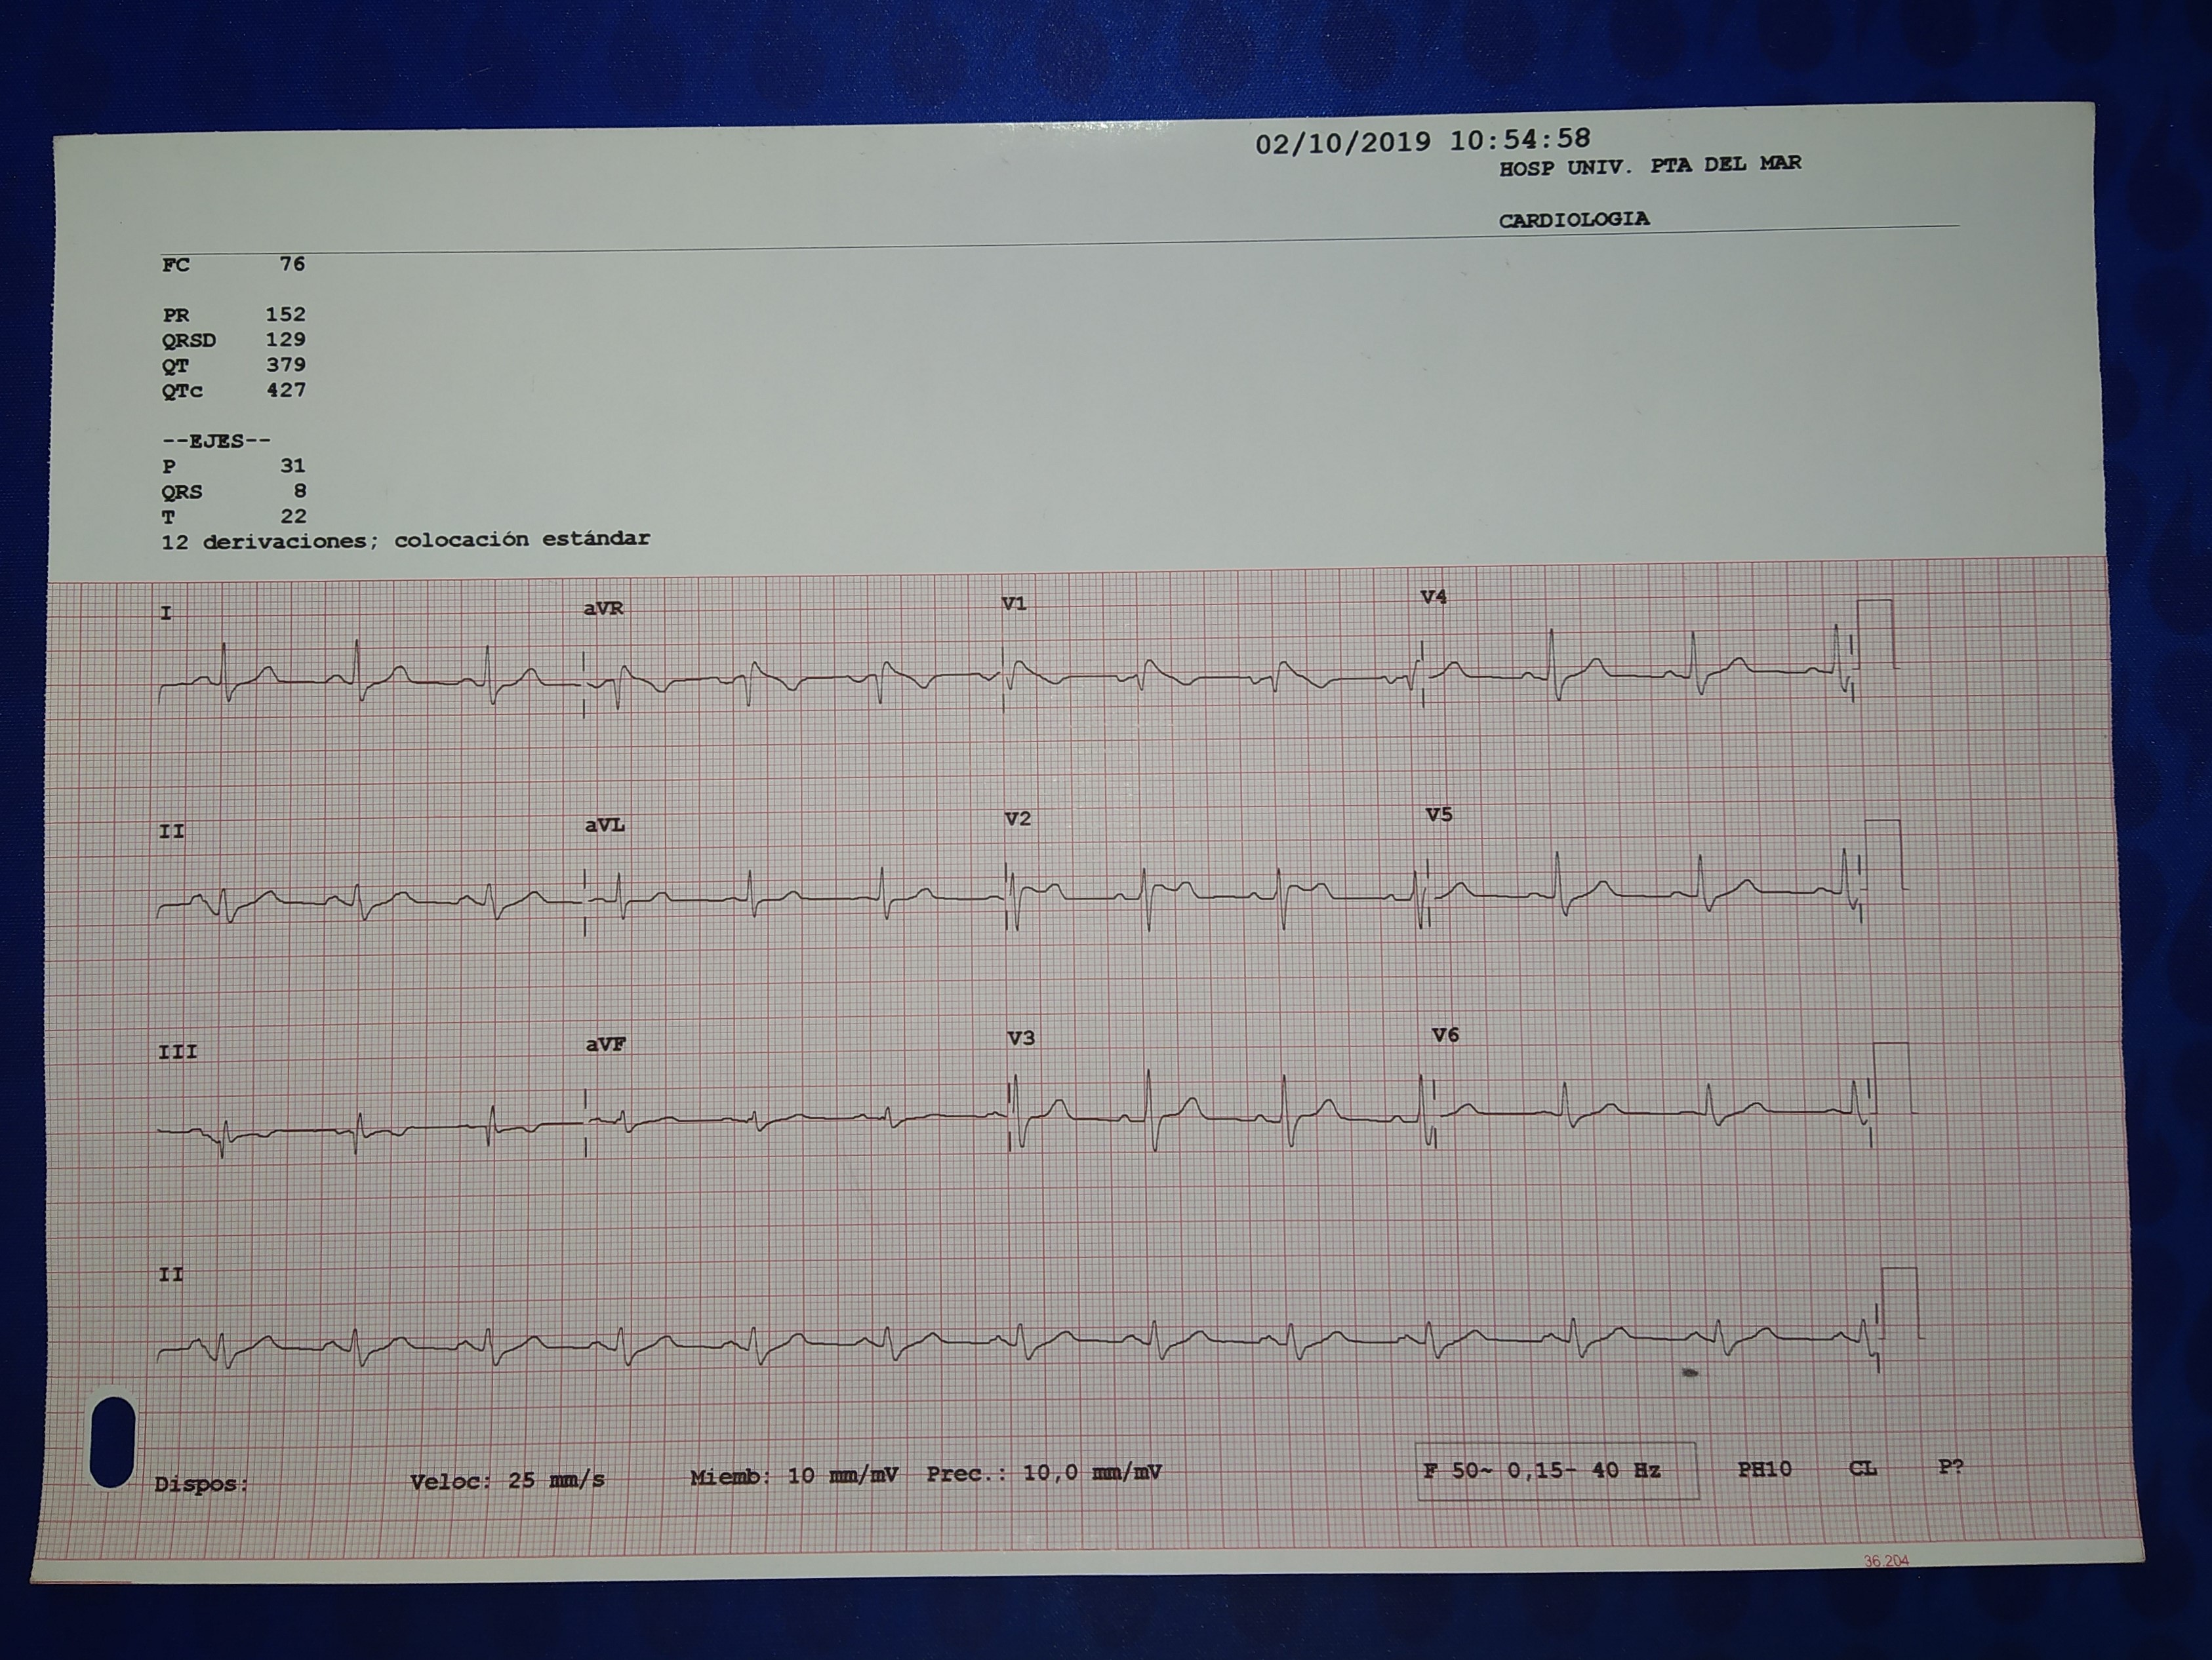 02/10/2019 10:54:58
HOSP UNIV. PTA DEL MAR
CARDIOLOGIA
FC 76
PR 152
QRSD 129
QT 379
QTc 427
--EJES--
P 31
QRS 8
T 22
12 derivaciones; colocación estándar
I aVR V1 V4
II aVL V2 V5
III aVF V3 V6
II
Dispos: Veloc: 25 mm/s Miemb: 10 mm/mV Prec.: 10,0 mm/mV F 50~ 0,15- 40 Hz PH10 CL P?
36.204